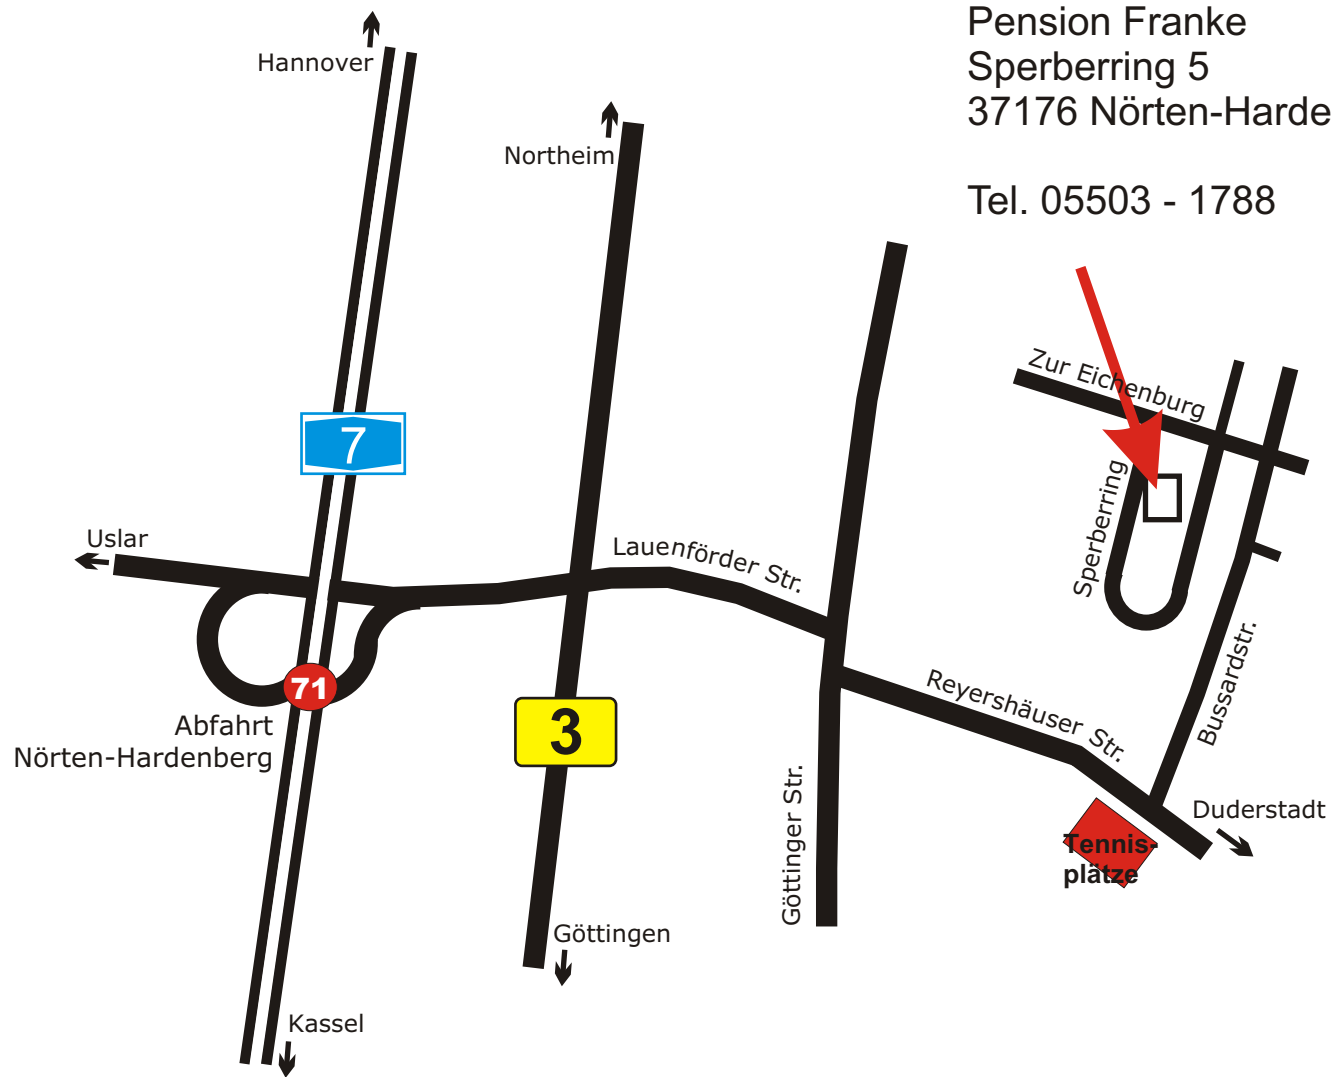 Pension Franke
Sperberring 5
37176 Nörten-Harde
Tel. 05503 - 1788
Hannover
Northeim
Zur Eichenburg
7
Sperberring
Uslar
Lauenförder Str.
Bussardstr.
71
Reyershäuser Str.
Abfahrt
Nörten-Hardenberg
3
Göttinger Str.
Duderstadt
Tennis-
plätze
Göttingen
Kassel